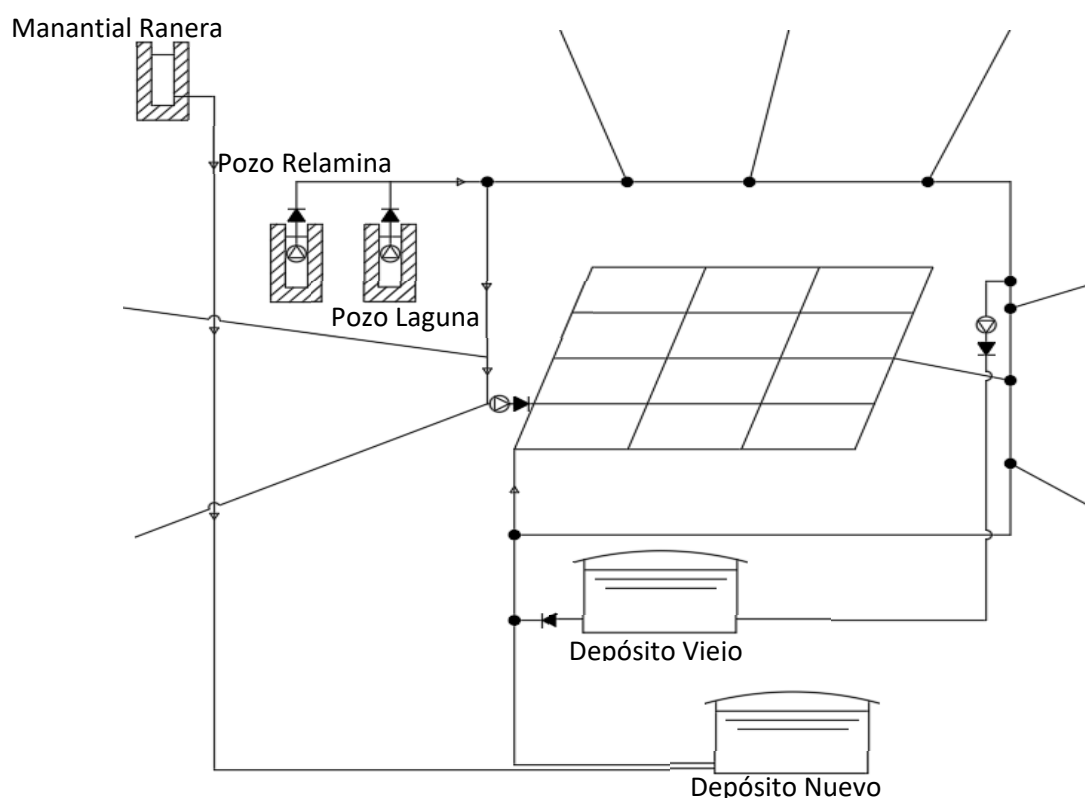 Manantial Ranera
Pozo Relamina
Pozo Laguna
Depósito Viejo
Depósito Nuevo